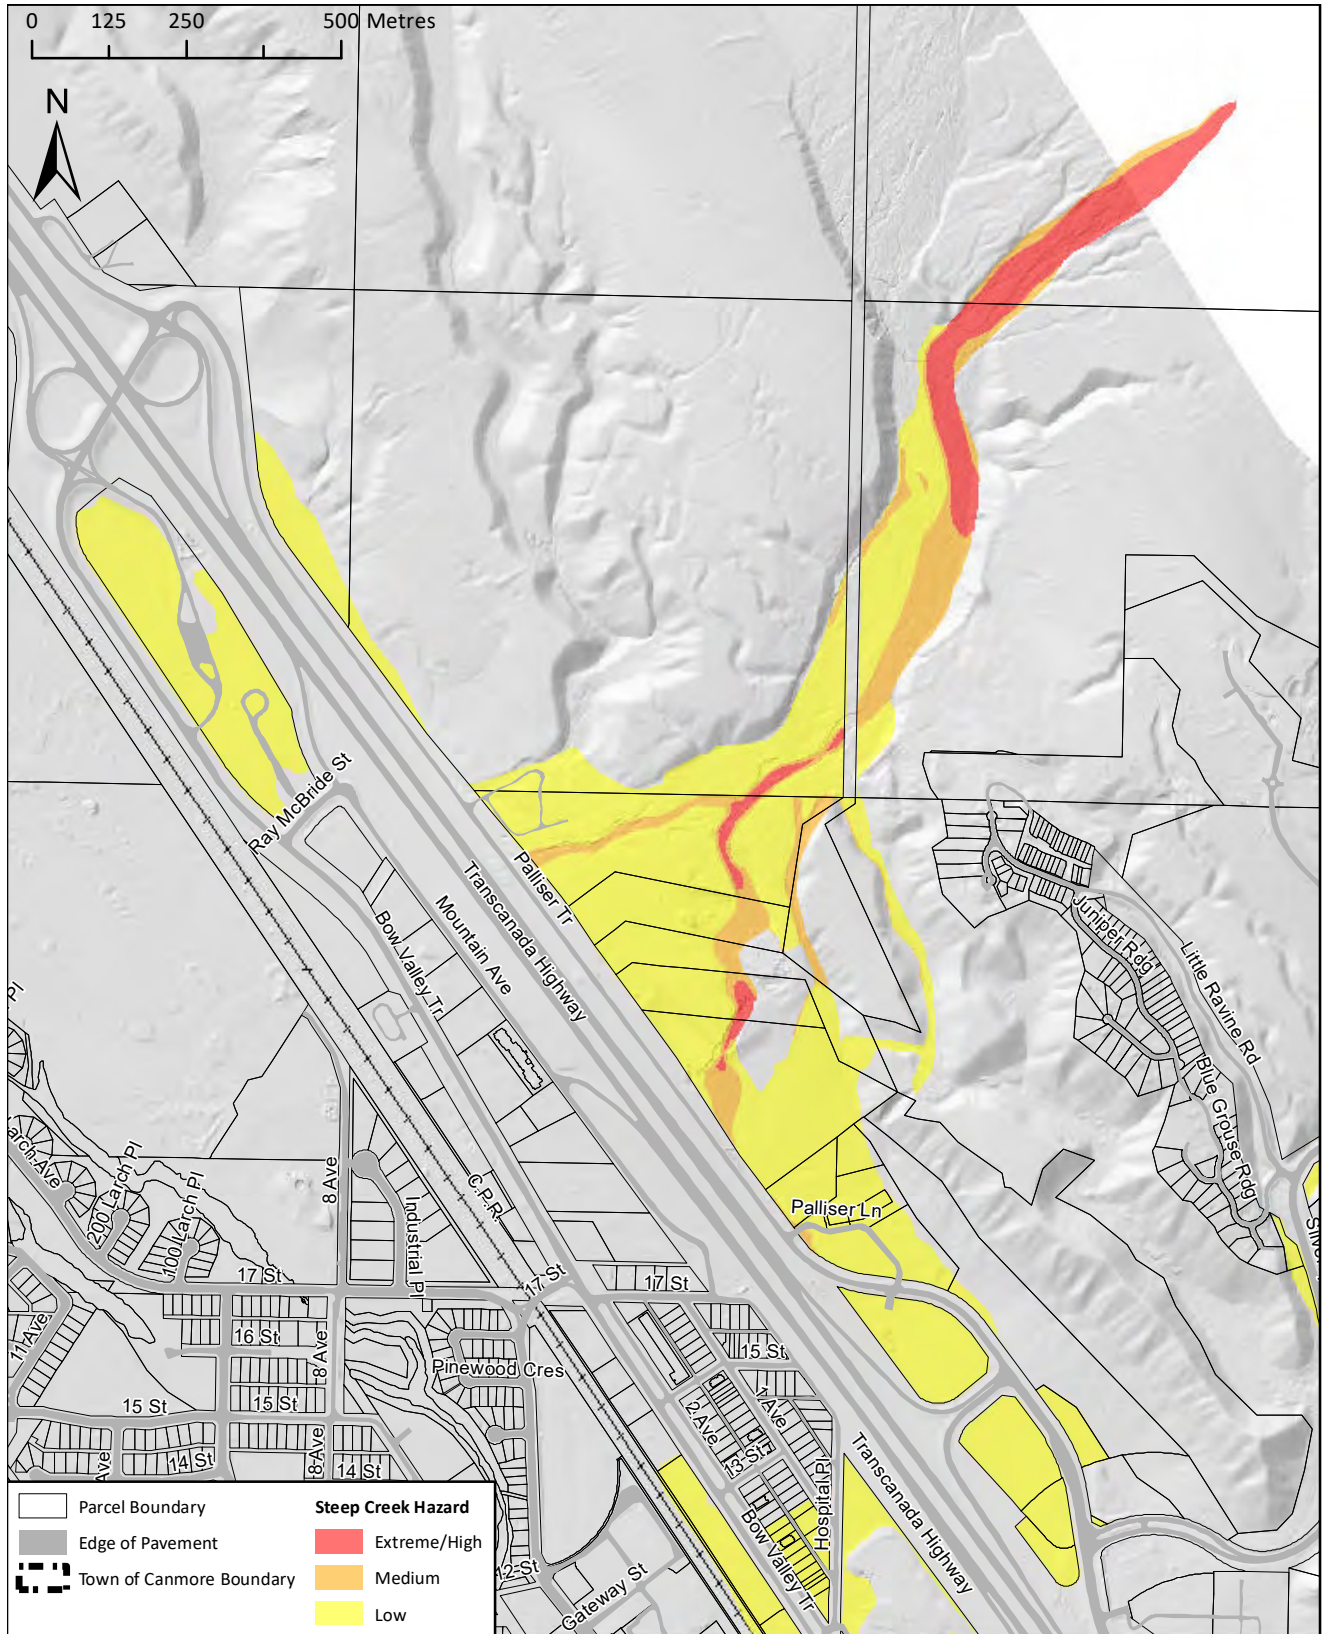 0 125 250 500 Metres
N
Ray McBride St
Palliser Tr
Transcanada Highway
Mountain Ave
Bow Valley Tr
Juniper Rdg
Little Ravine Rd
Blue Grouse Rdg
Pl
200 Larch Pl
100 Larch Pl
8 Ave
Industrial Pl
C.P.R.
Palliser Ln
17 St
17 St
17 St
11 Ave
16 St
8 Ave
Pinewood Cres
15 St
15 St
15 St
1 Ave
2 Ave
13 St
14 St
8 Ave
14 St
Ave
Hospital Pl
Transcanada Highway
Bow Valley Tr
12 St
Gateway St
Parcel Boundary
Edge of Pavement
Town of Canmore Boundary
Steep Creek Hazard
Extreme/High
Medium
Low